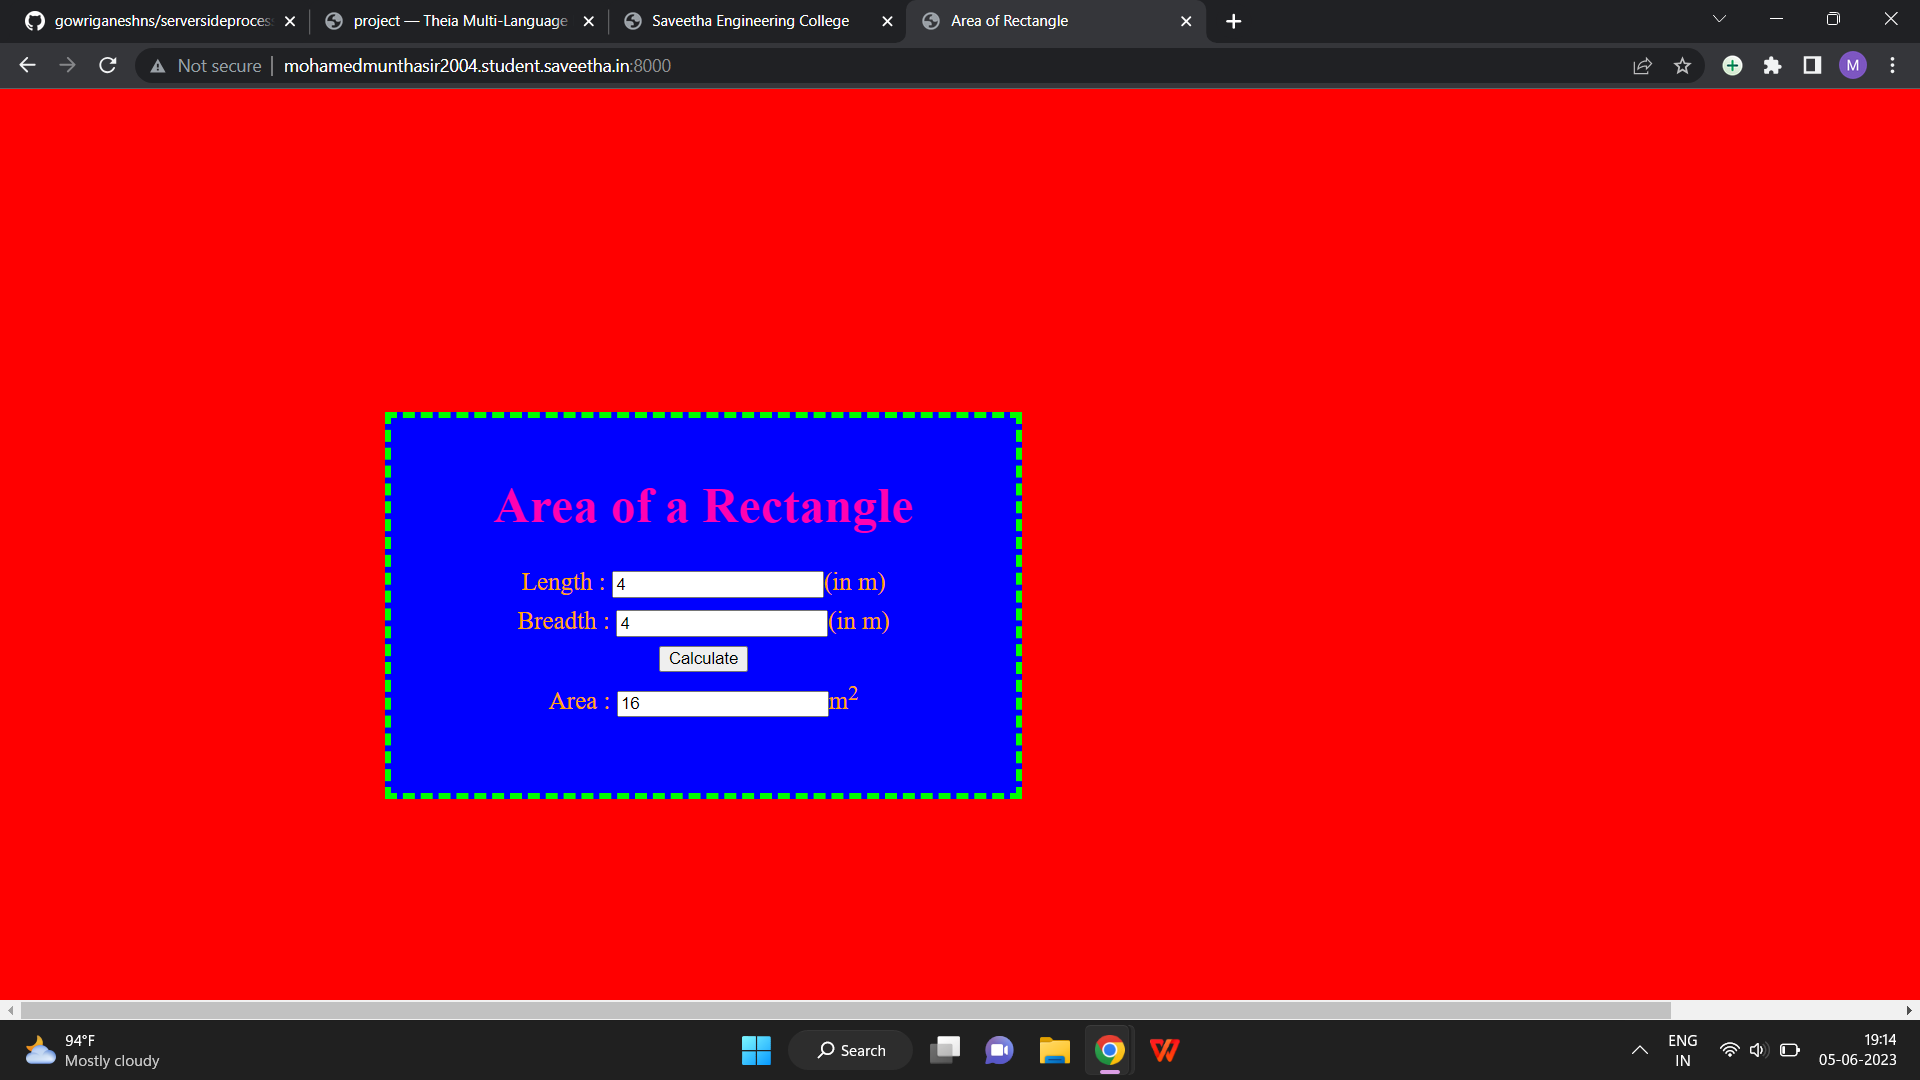 gowriganeshns/serversideproces
project — Theia Multi-Language
Saveetha Engineering College
Area of Rectangle
Not secure
mohamedmunthasir2004.student.saveetha.in:8000
M
Area of a Rectangle
Length : 4 (in m)
Breadth : 4 (in m)
Calculate
Area : 16 m²
94°F
Mostly cloudy
Search
ENG
IN
19:14
05-06-2023